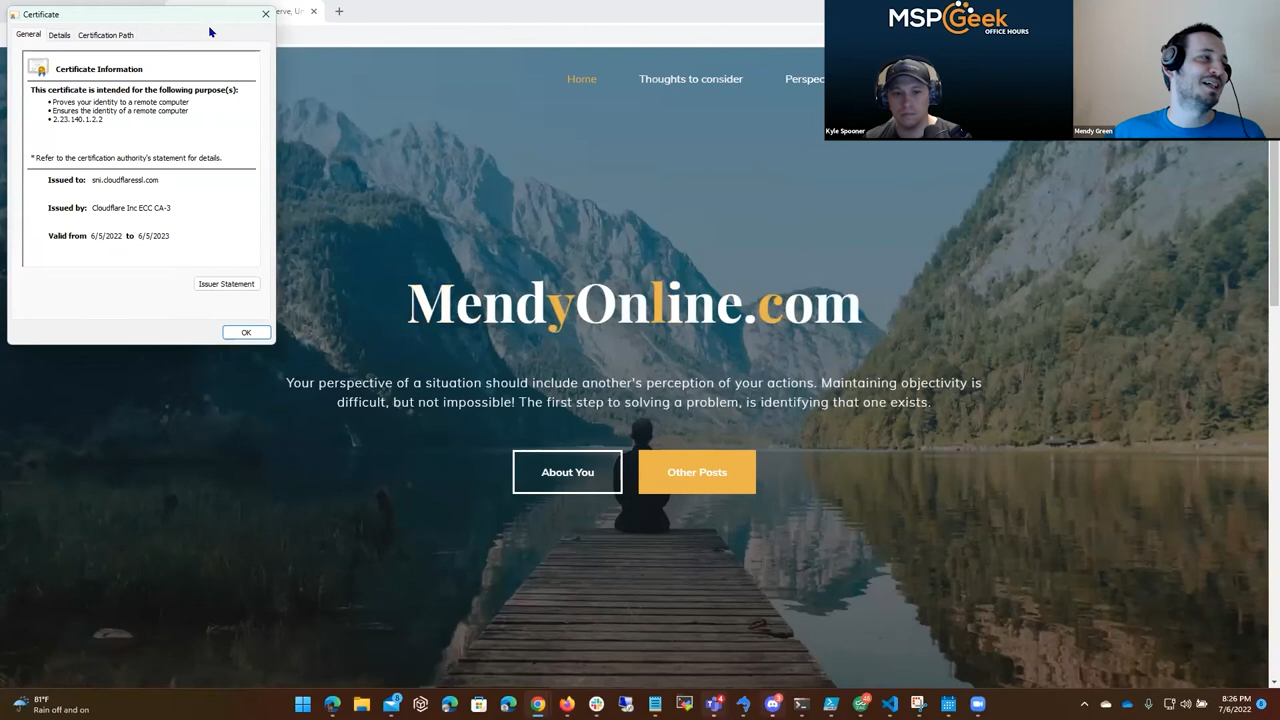 Certificate
General
Details
Certification Path
Certificate Information
This certificate is intended for the following purpose(s):
• Proves your identity to a remote computer
• Ensures the identity of a remote computer
• 2.23.140.1.2.2
* Refer to the certification authority's statement for details.
Issued to: sni.cloudflaressl.com
Issued by: Cloudflare Inc ECC CA-3
Valid from 6/5/2022 to 6/5/2023
Issuer Statement
OK
Home
Thoughts to consider
MSPGeek
OFFICE HOURS
Kyle Spooner
Mendy Green
MendyOnline.com
Your perspective of a situation should include another's perception of your actions. Maintaining objectivity is
difficult, but not impossible! The first step to solving a problem, is identifying that one exists.
About You
Other Posts
81°F
Rain off and on
8:26 PM
7/6/2022